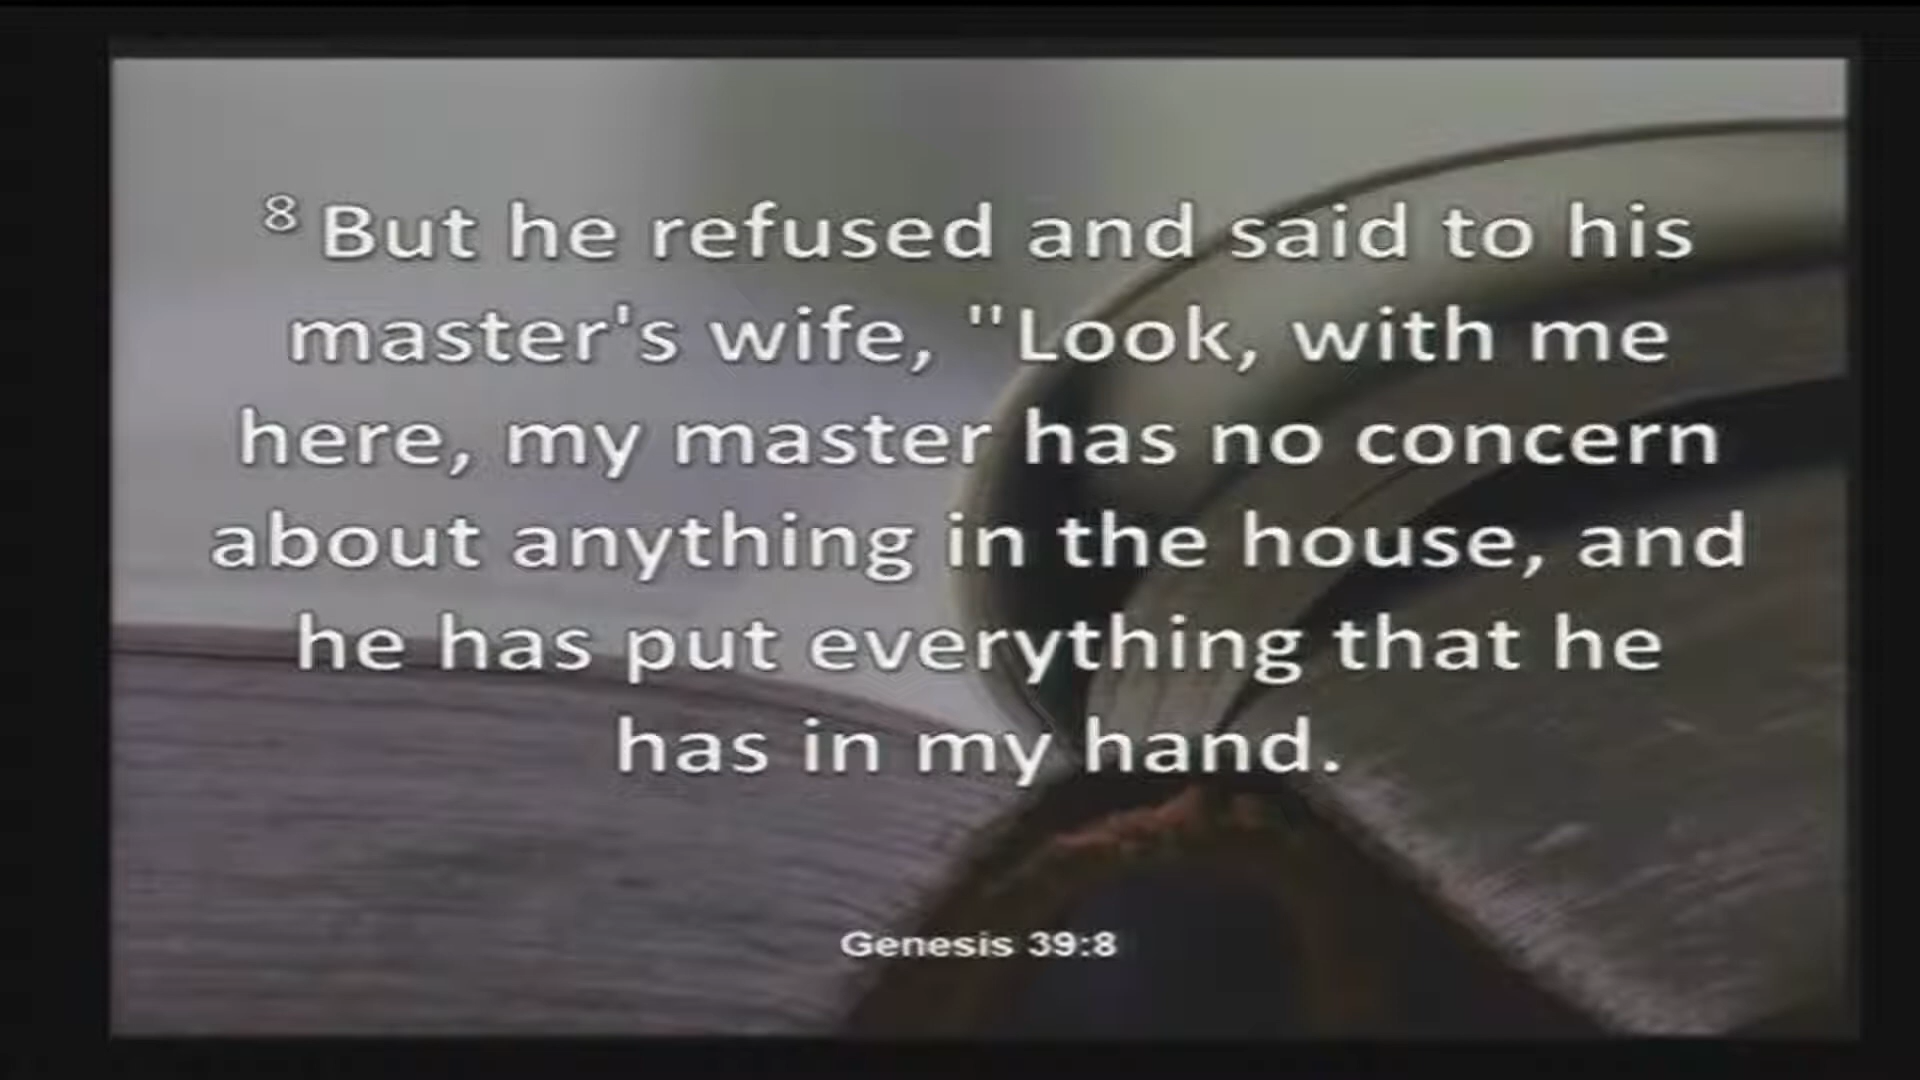 8 But he refused and said to his
master's wife, "Look, with me
here, my master has no concern
about anything in the house, and
he has put everything that he
has in my hand.
Genesis 39:8